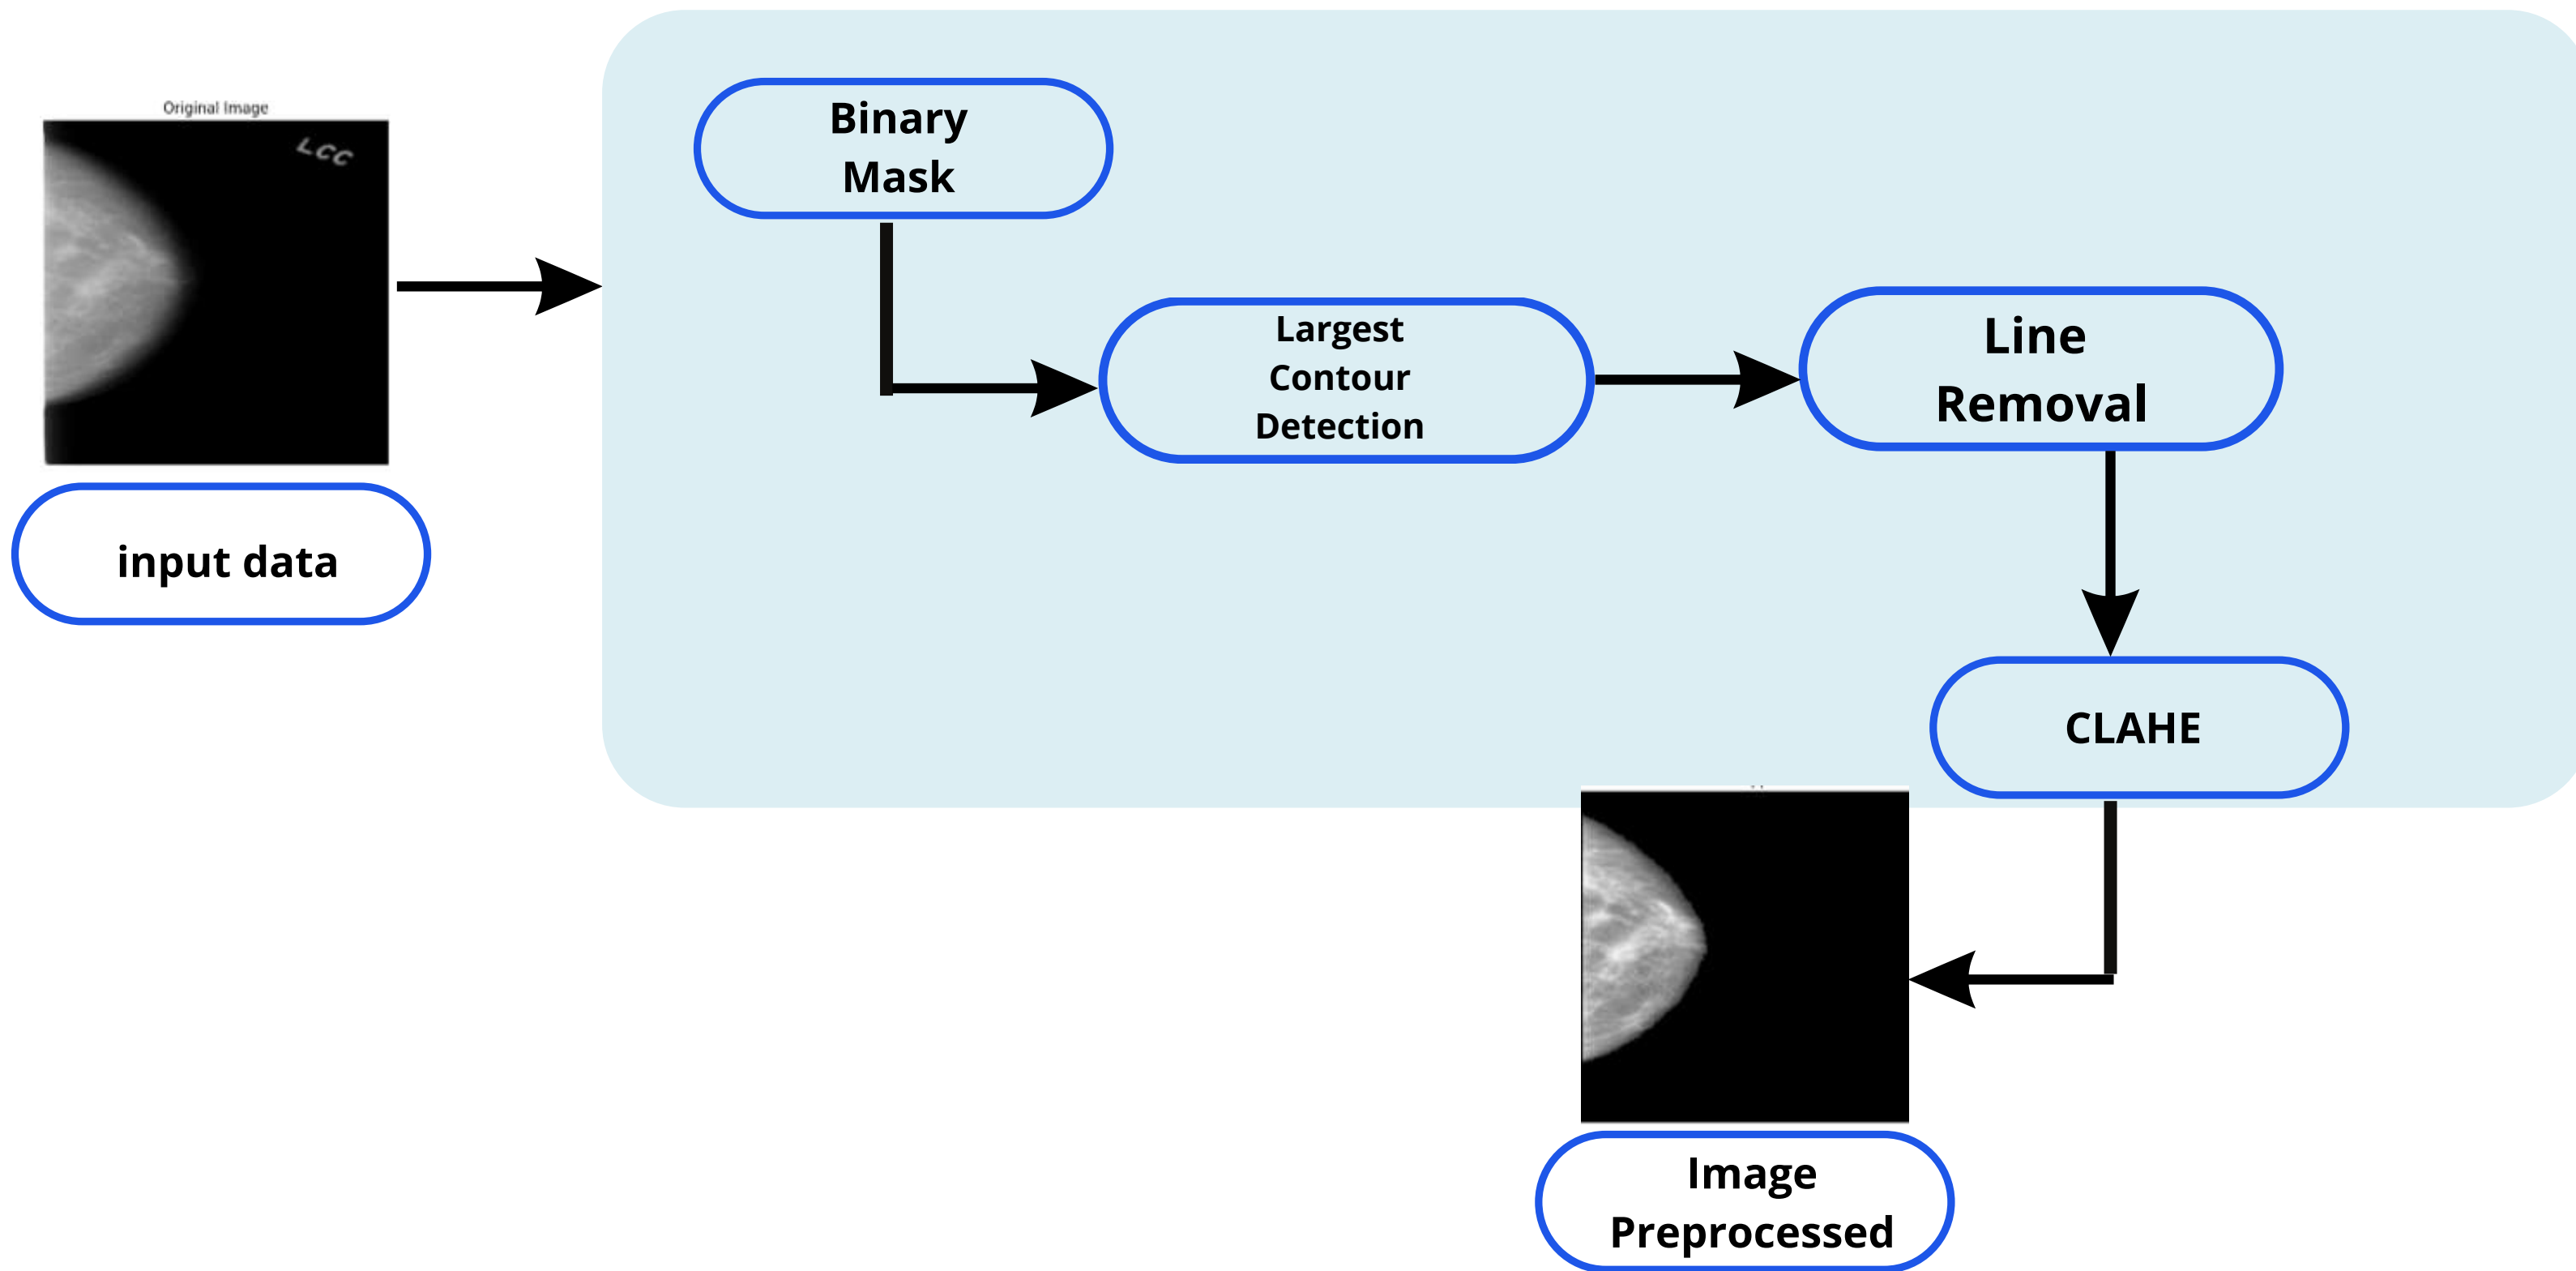 Original Image
LCC
input data
Binary
Mask
Largest
Contour
Detection
Line
Removal
CLAHE
Image
Preprocessed